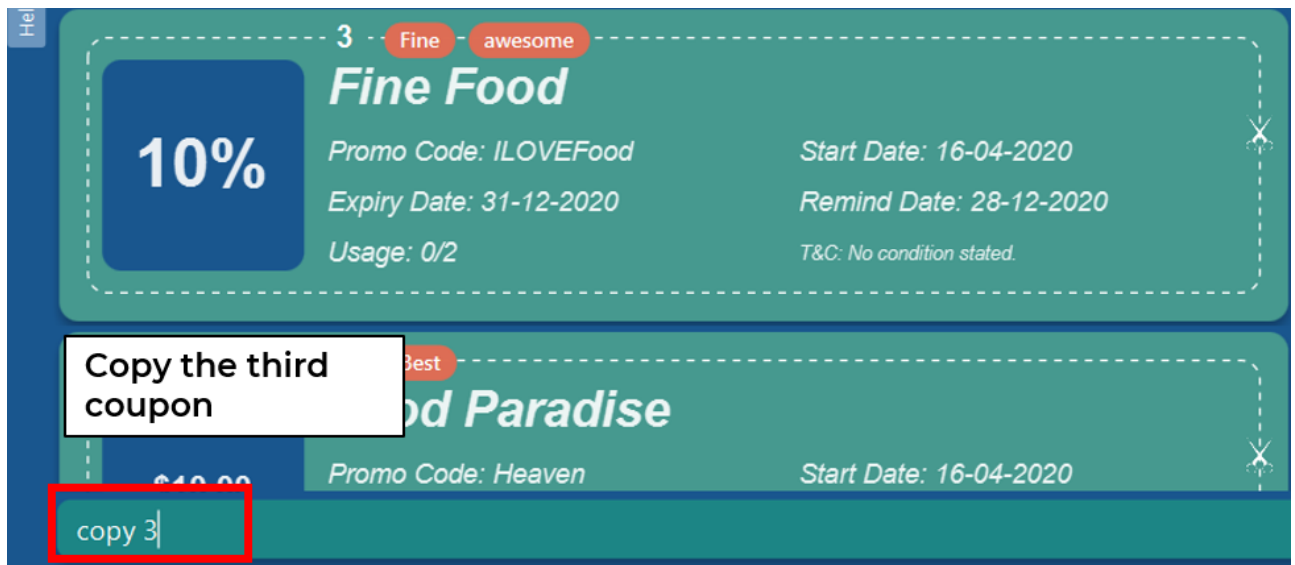 Hel
3 Fine awesome
Fine Food
10%
Promo Code: ILOVEFood Start Date: 16-04-2020
Expiry Date: 31-12-2020 Remind Date: 28-12-2020
Usage: 0/2 T&C: No condition stated.
Copy the third
coupon
Best
Paradise
$10.00 Promo Code: Heaven Start Date: 16-04-2020
copy 3